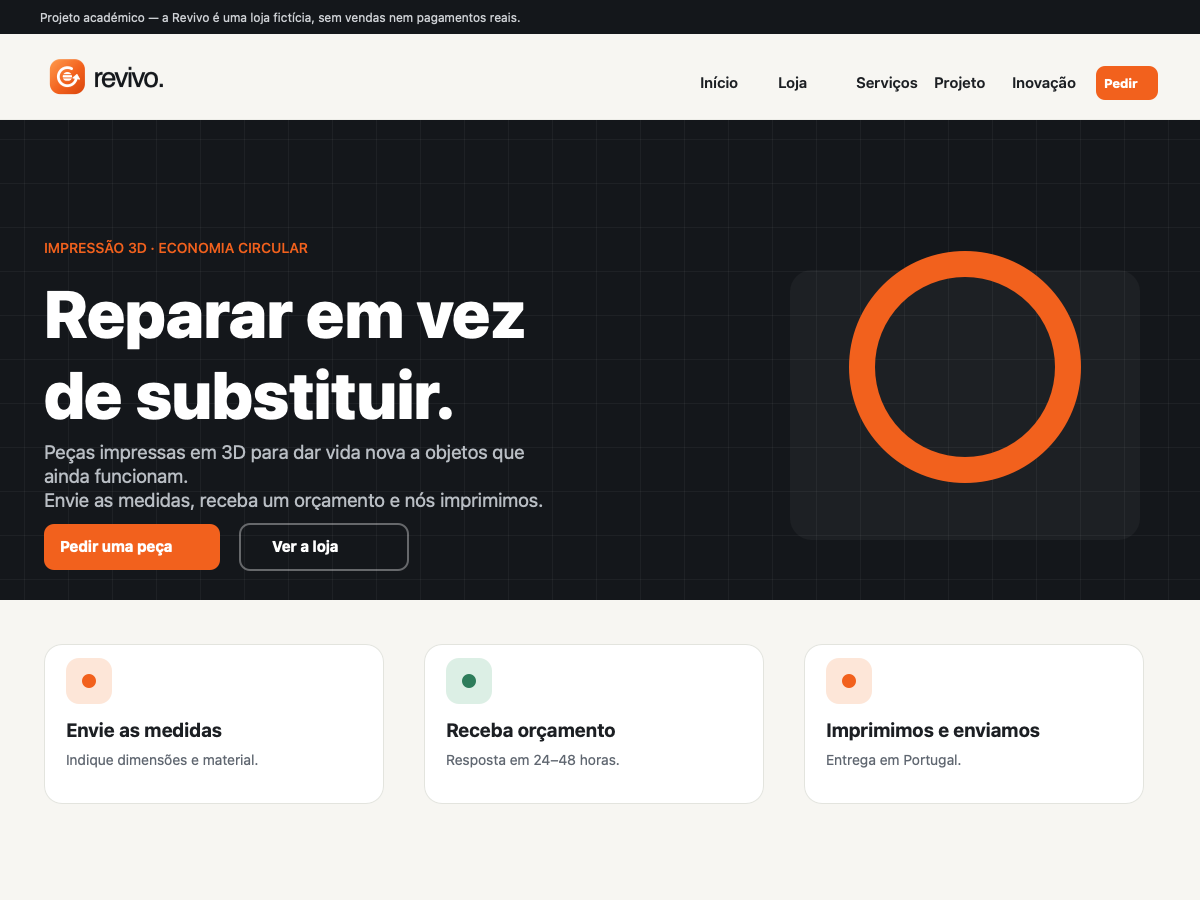 Projeto académico — a Revivo é uma loja fictícia, sem vendas nem pagamentos reais.
revivo.
Início Loja Serviços Projeto Inovação Pedir
IMPRESSÃO 3D · ECONOMIA CIRCULAR
Reparar em vez
de substituir.
Peças impressas em 3D para dar vida nova a objetos que
ainda funcionam.
Envie as medidas, receba um orçamento e nós imprimimos.
Pedir uma peça
Ver a loja
Envie as medidas
Indique dimensões e material.
Receba orçamento
Resposta em 24–48 horas.
Imprimimos e enviamos
Entrega em Portugal.